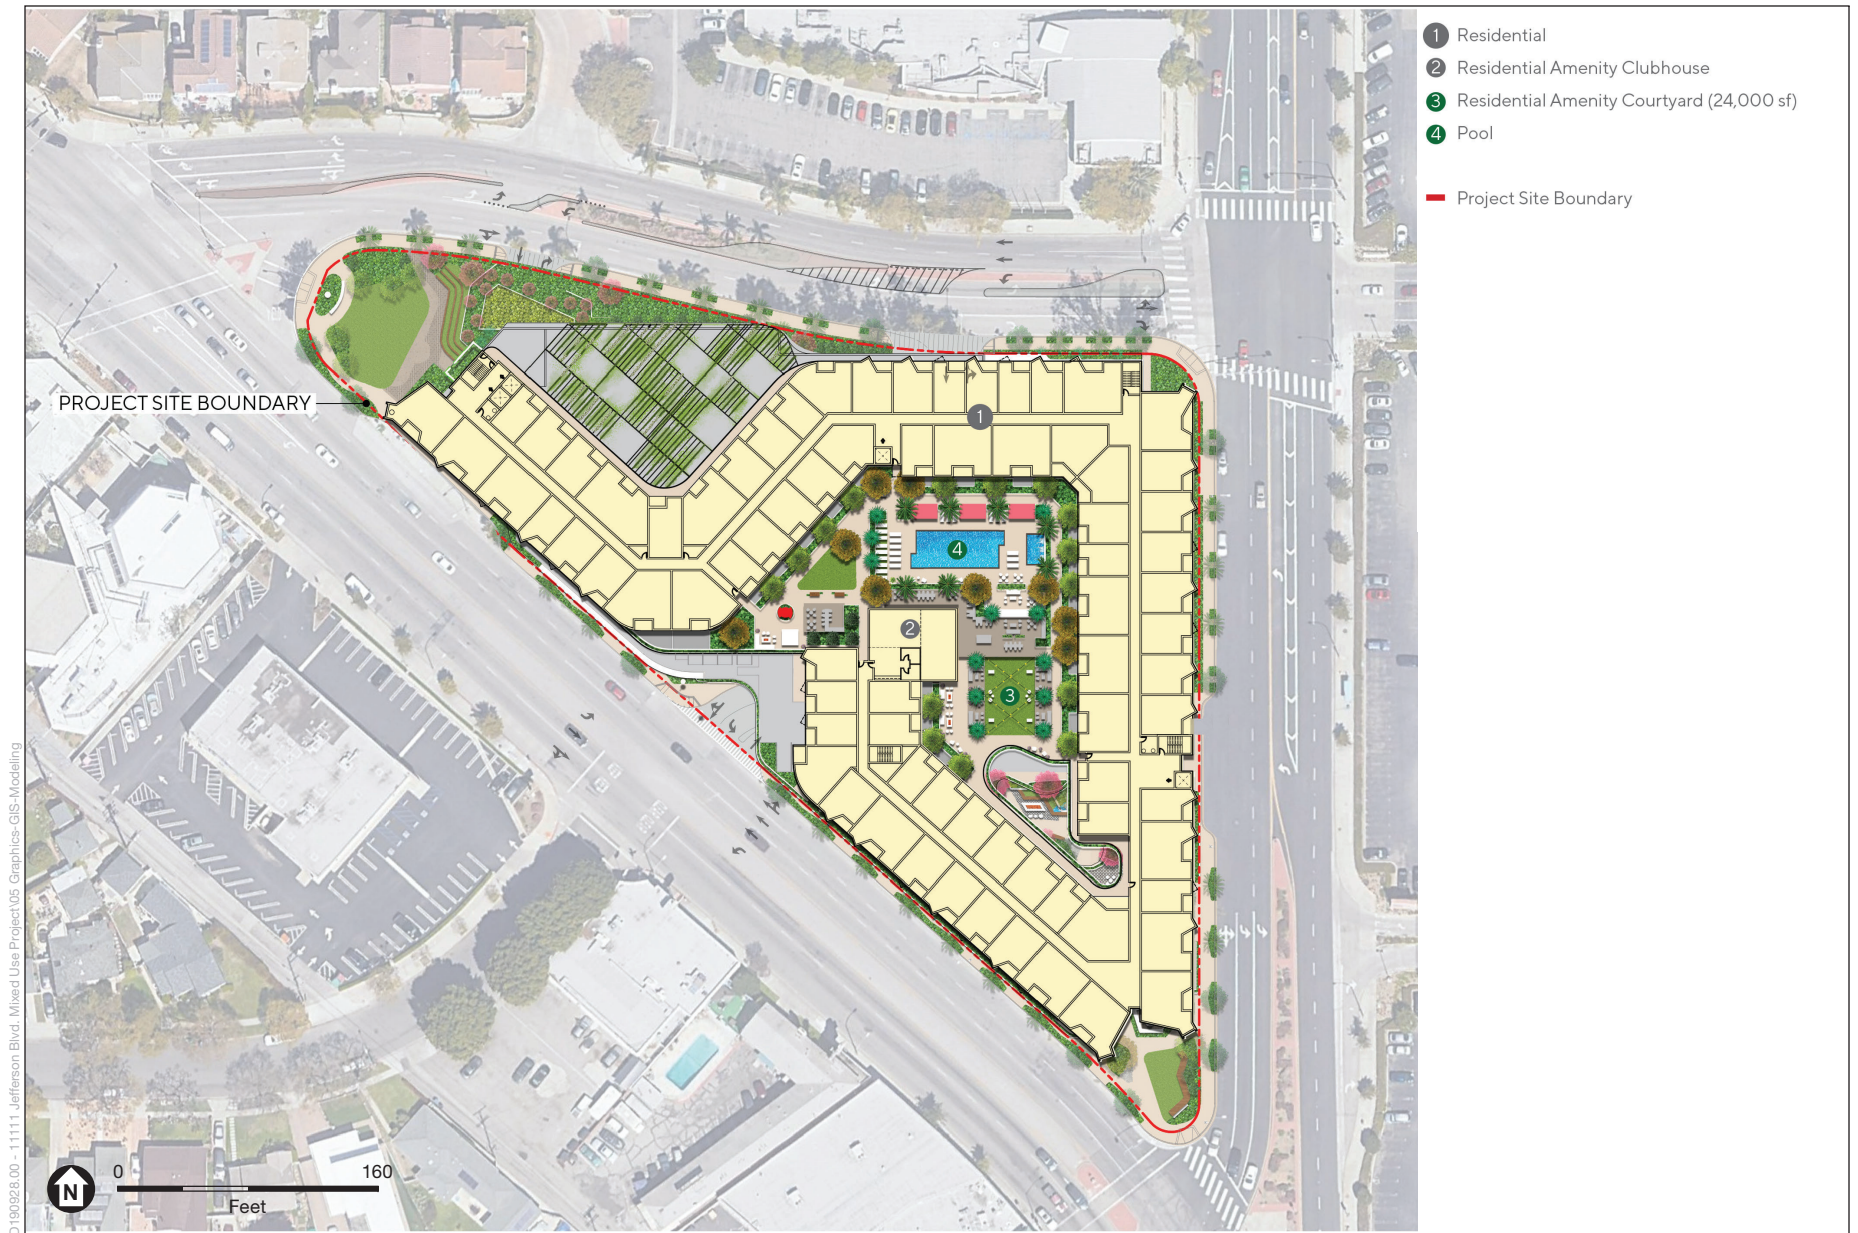 1 Residential
2 Residential Amenity Clubhouse
3 Residential Amenity Courtyard (24,000 sf)
4 Pool
Project Site Boundary
PROJECT SITE BOUNDARY
1
4
2
3
N
0 160
Feet
D190928.00 - 11111 Jefferson Blvd. Mixed Use Project\05 Graphics-GIS-Modeling